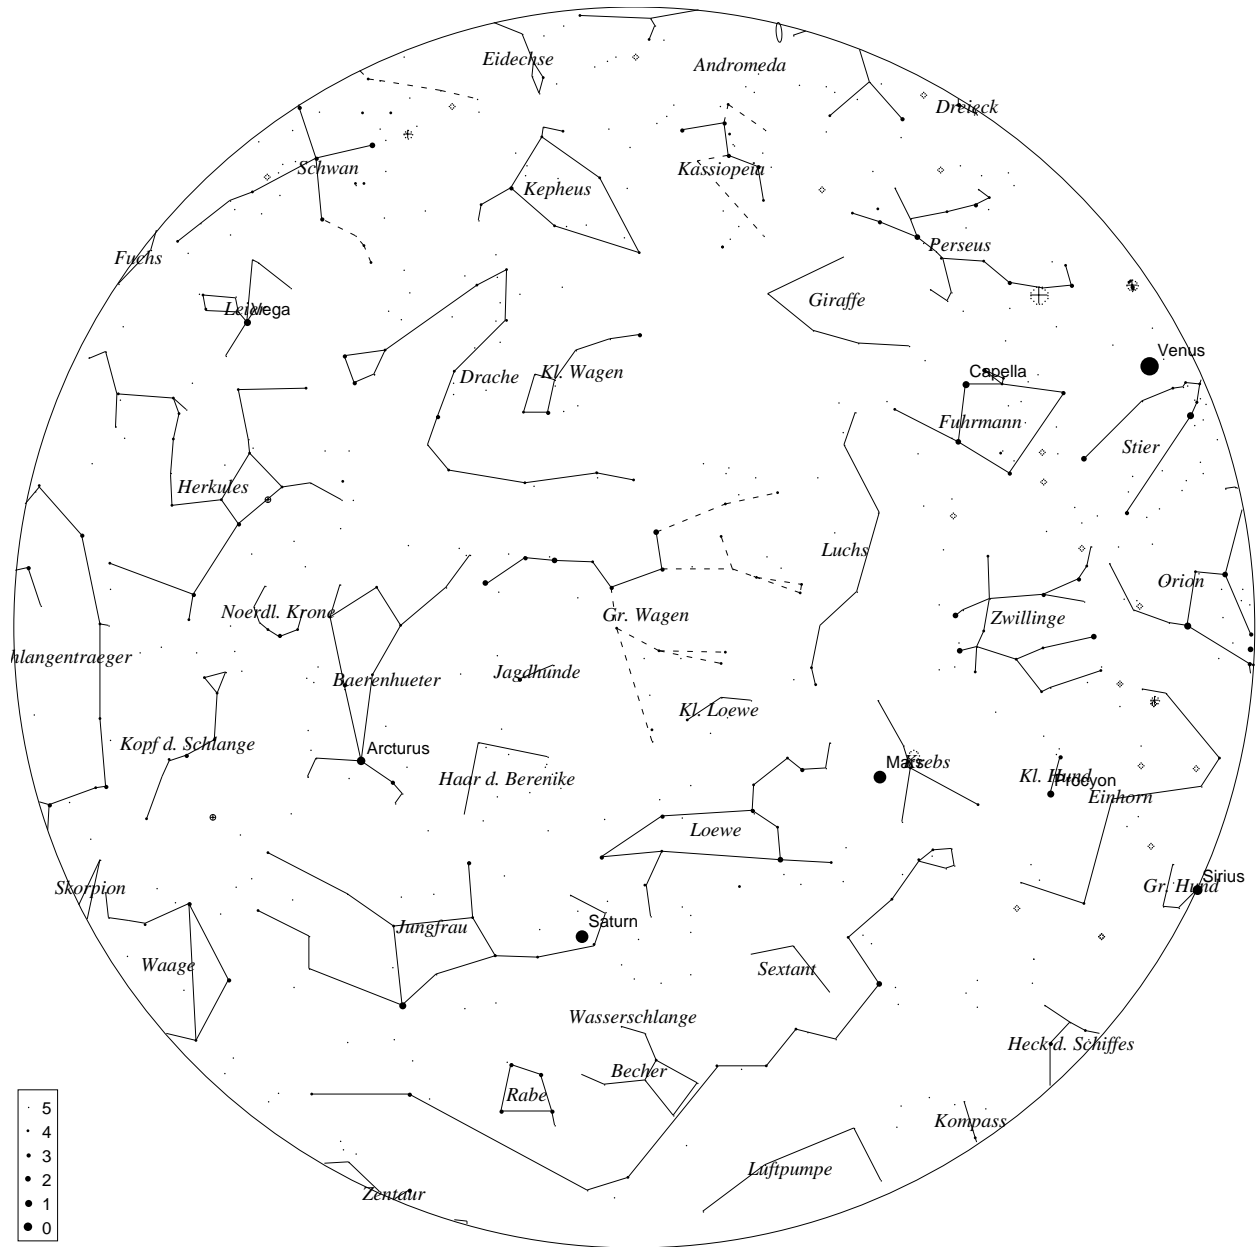 Eidechse
Andromeda
Dreieck
Schwan
Kassiopeia
Kepheus
Perseus
Fuchs
Giraffe
Leier
Vega
Venus
Drache
Kl. Wagen
Capella
Fuhrmann
Stier
Herkules
Luchs
Orion
Noerdl. Krone
Gr. Wagen
Zwillinge
hlangentraeger
Jagdhunde
Baerenhueter
Kl. Loewe
Kopf d. Schlange
Arcturus
Haar d. Berenike
Mars
Krebs
Kl. Hund
Procyon
Einhorn
Loewe
Skorpion
Gr. Hund
Sirius
Jungfrau
Saturn
Waage
Sextant
Wasserschlange
Heck d. Schiffes
Becher
Rabe
Kompass
Luftpumpe
Zentaur
5
4
3
2
1
0